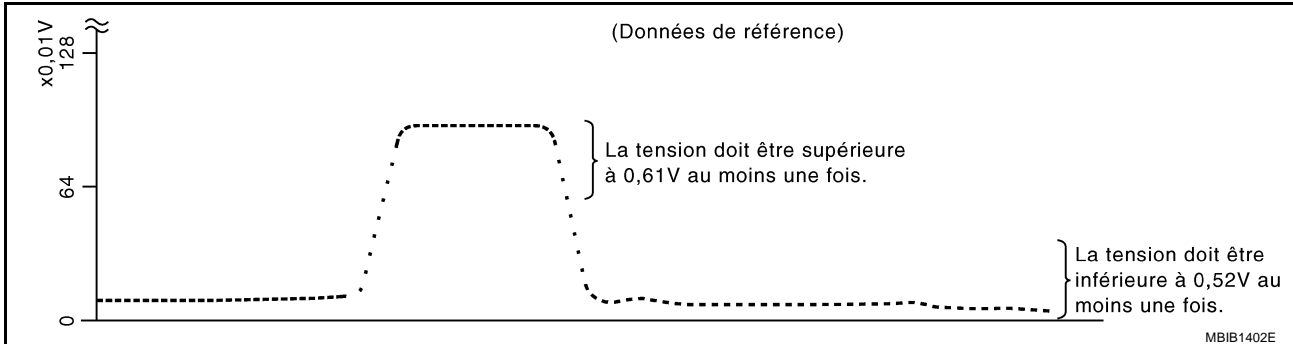 (Données de référence)
x0,01V
128
64
0
La tension doit être supérieure
à 0,61V au moins une fois.
La tension doit être
inférieure à 0,52V au
moins une fois.
MBIB1402E